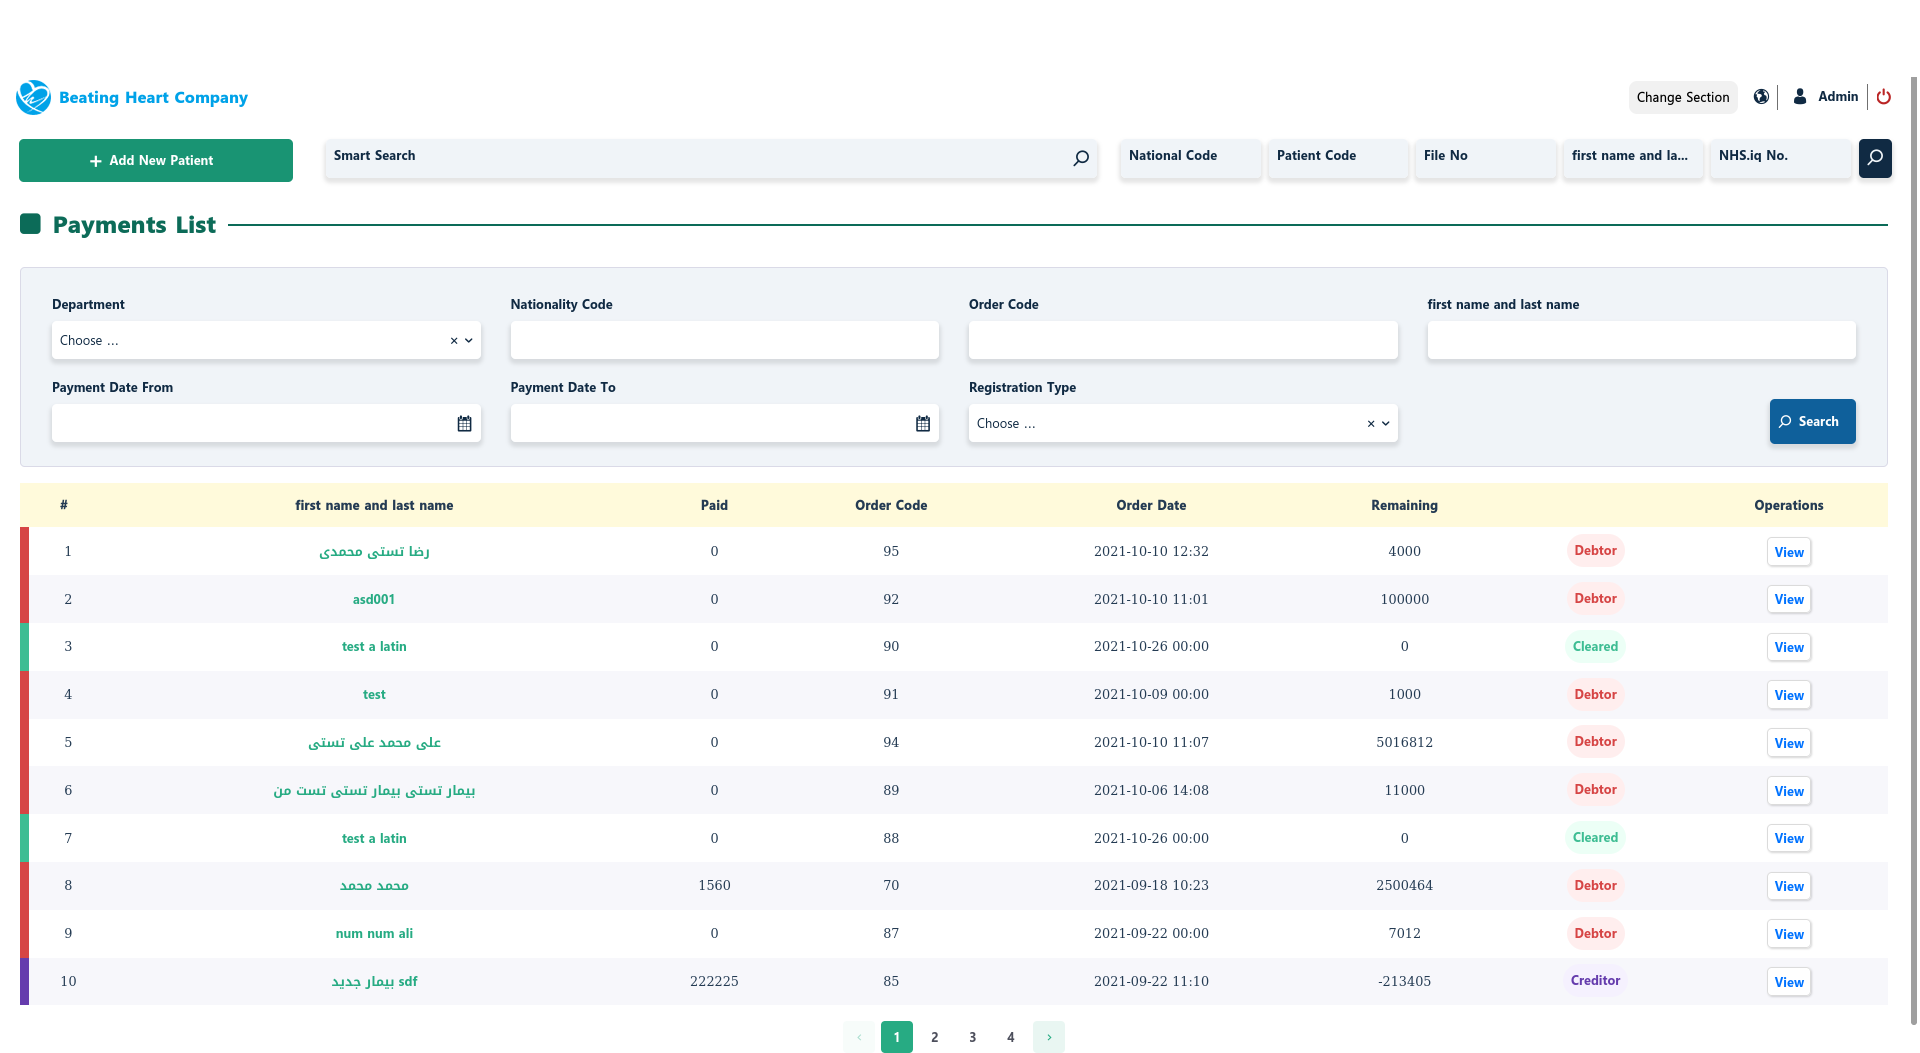 Beating Heart Company
Change Section Admin
+ Add New Patient Smart Search National Code Patient Code File No first name and la... NHS.iq No.
Payments List
Department Nationality Code Order Code first name and last name
Choose ... ×
Payment Date From Payment Date To Registration Type
Choose ... × Search
# first name and last name Paid Order Code Order Date Remaining Operations
1 رضا تستی محمدی 0 95 2021-10-10 12:32 4000 Debtor View
2 asd001 0 92 2021-10-10 11:01 100000 Debtor View
3 test a latin 0 90 2021-10-26 00:00 0 Cleared View
4 test 0 91 2021-10-09 00:00 1000 Debtor View
5 علی محمد علی تستی 0 94 2021-10-10 11:07 5016812 Debtor View
6 بیمار تستی بیمار تستی تست من 0 89 2021-10-06 14:08 11000 Debtor View
7 test a latin 0 88 2021-10-26 00:00 0 Cleared View
8 محمد محمد 1560 70 2021-09-18 10:23 2500464 Debtor View
9 num num ali 0 87 2021-09-22 00:00 7012 Debtor View
10 بیمار جدید sdf 222225 85 2021-09-22 11:10 -213405 Creditor View
‹ 1 2 3 4 ›